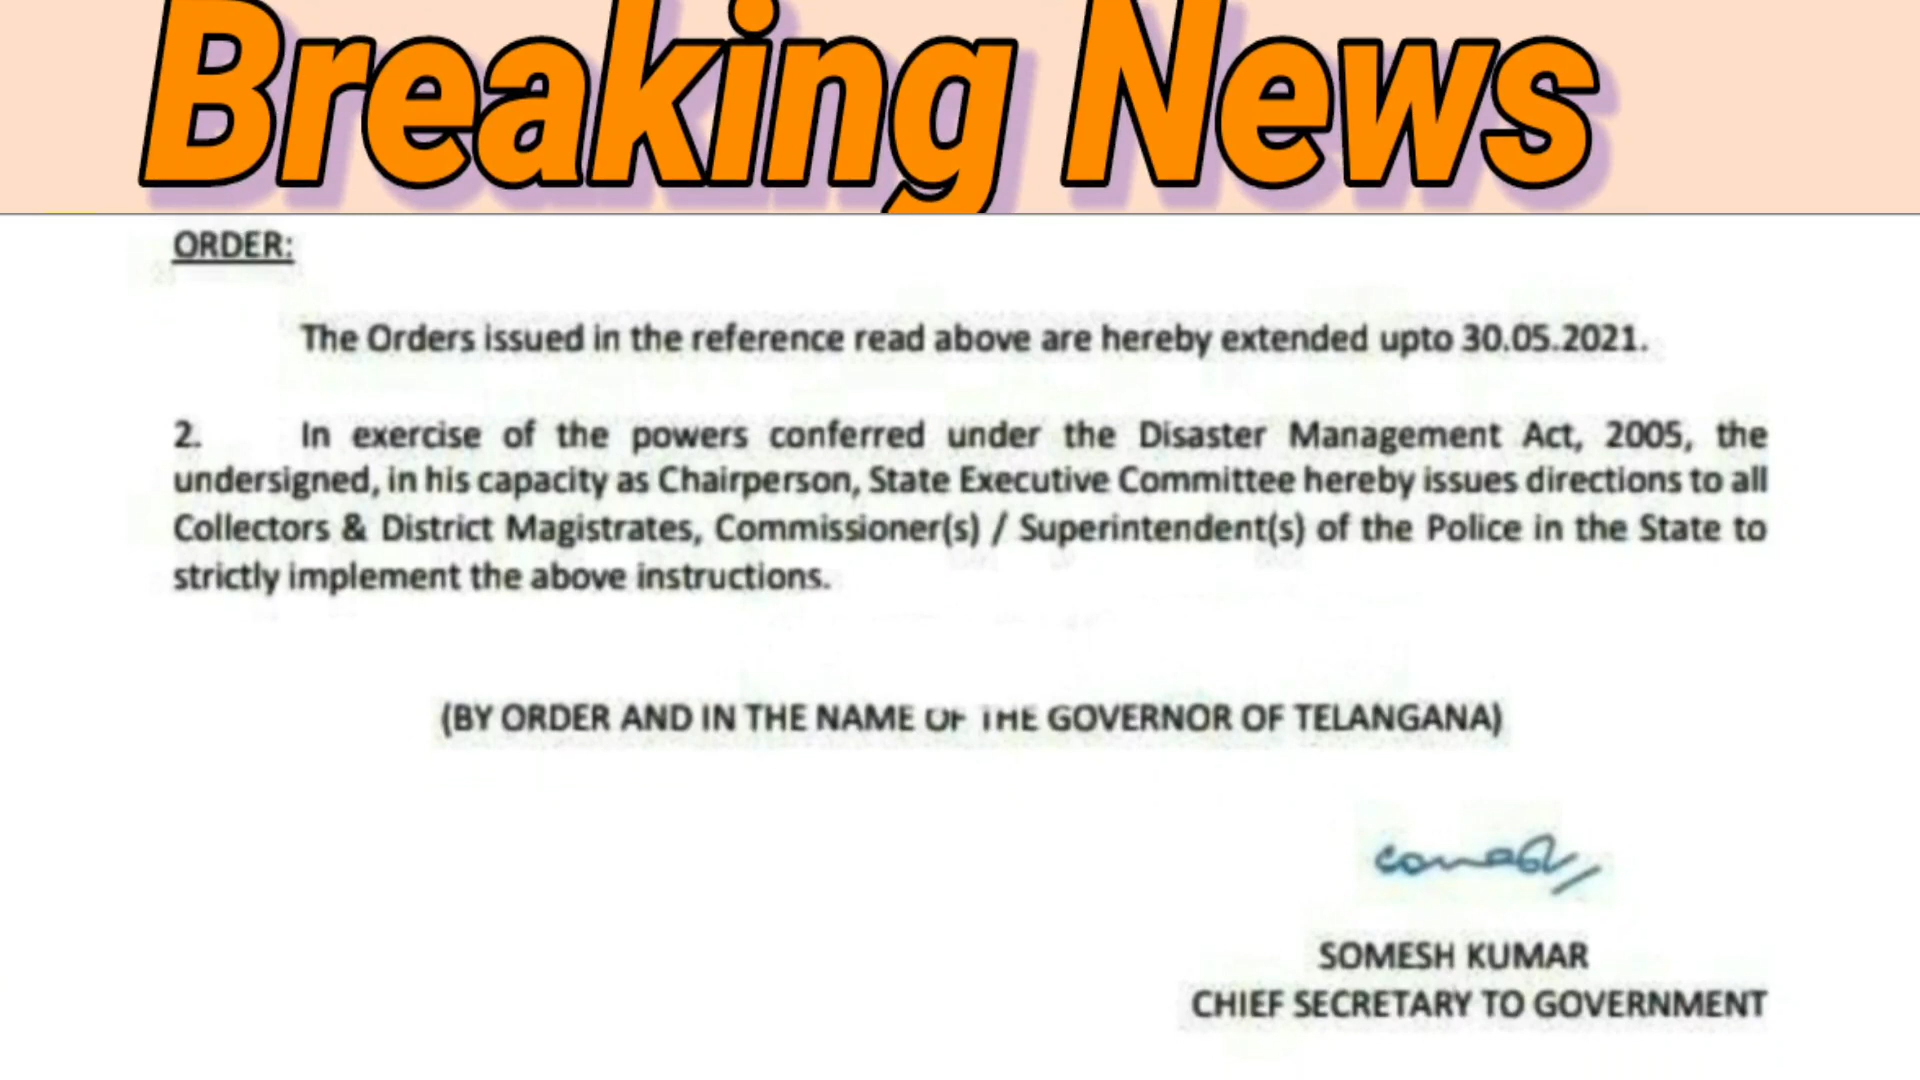 Breaking News
ORDER:
The Orders issued in the reference read above are hereby extended upto 30.05.2021.
2. In exercise of the powers conferred under the Disaster Management Act, 2005, the
undersigned, in his capacity as Chairperson, State Executive Committee hereby issues directions to all
Collectors & District Magistrates, Commissioner(s) / Superintendent(s) of the Police in the State to
strictly implement the above instructions.
(BY ORDER AND IN THE NAME OF THE GOVERNOR OF TELANGANA)
SOMESH KUMAR
CHIEF SECRETARY TO GOVERNMENT